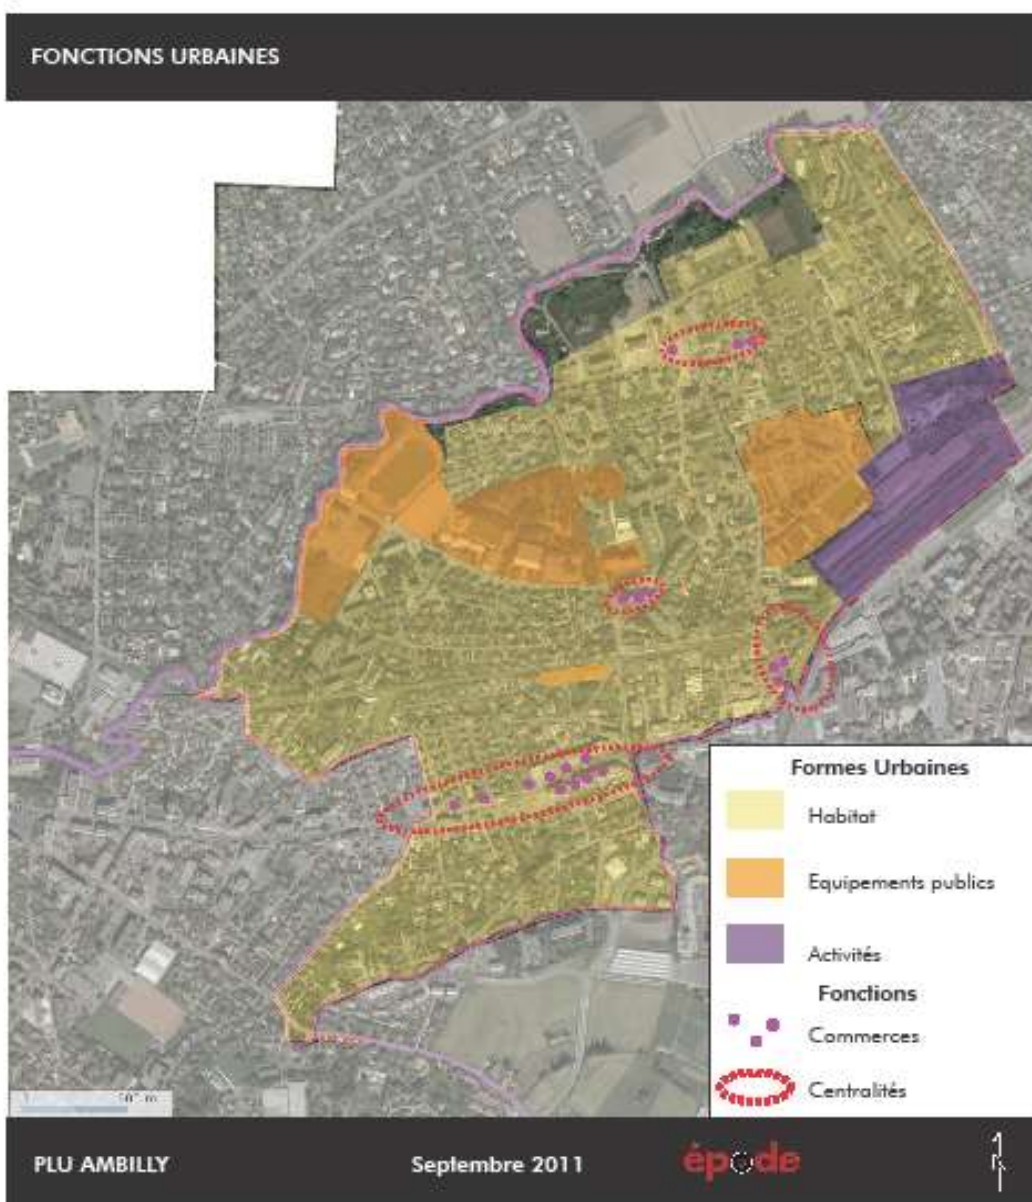 FONCTIONS URBAINES
Formes Urbaines
Habitat
Equipements publics
Activités
Fonctions
Commerces
Centralités
PLU AMBILLY
Septembre 2011
épode